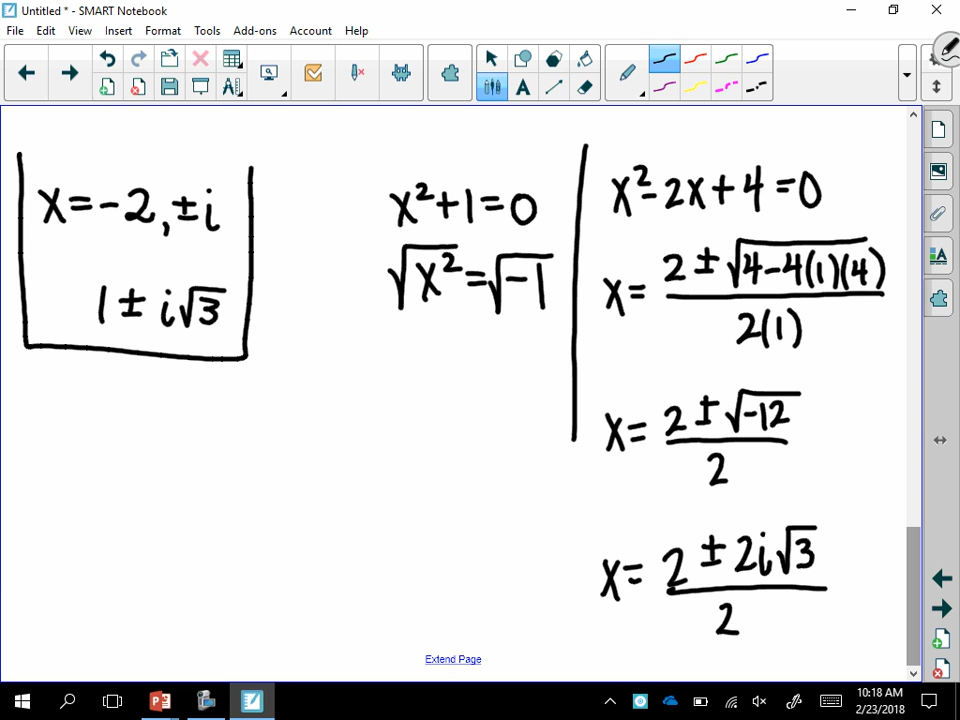 Untitled * - SMART Notebook
File Edit View Insert Format Tools Add-ons Account Help
x = -2, ±i
1 ± i√3
x² + 1 = 0
√x² = √-1
x² - 2x + 4 = 0
x = (2 ± √(4 - 4(1)(4))) / 2(1)
x = (2 ± √-12) / 2
x = (2 ± 2i√3) / 2
Extend Page
10:18 AM
2/23/2018